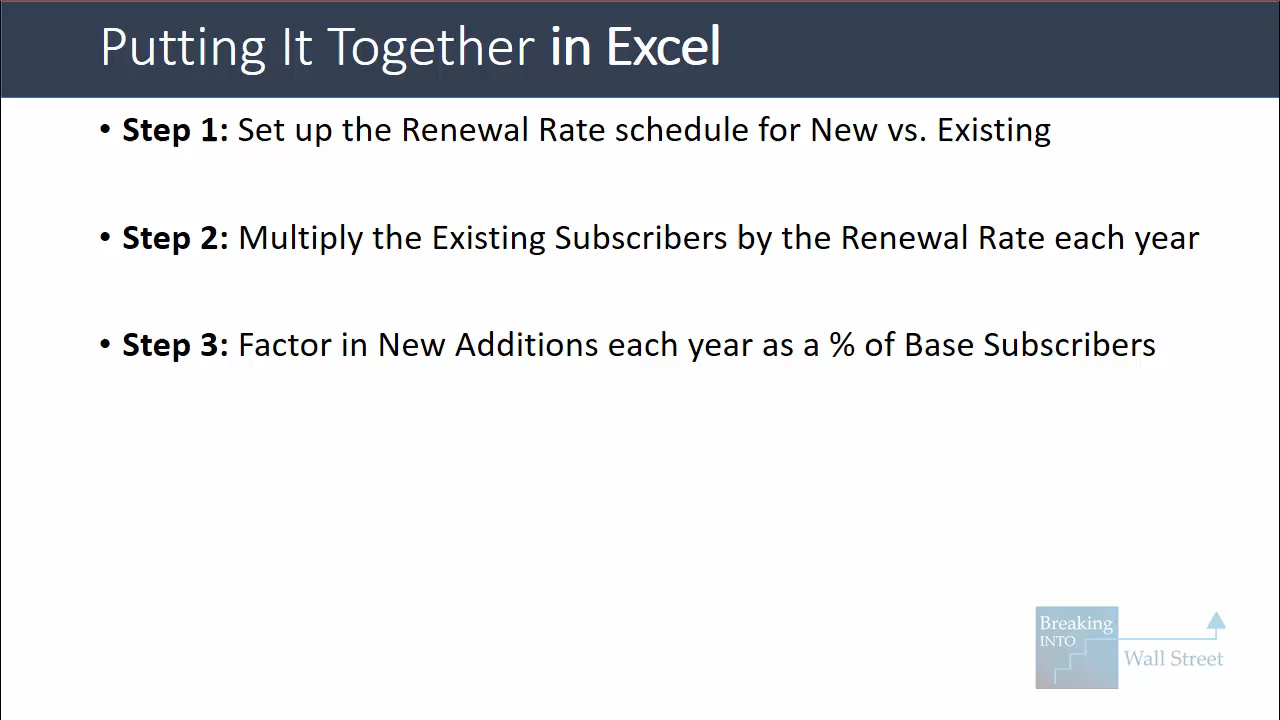 Putting It Together in Excel
• Step 1: Set up the Renewal Rate schedule for New vs. Existing
• Step 2: Multiply the Existing Subscribers by the Renewal Rate each year
• Step 3: Factor in New Additions each year as a % of Base Subscribers
Breaking
INTO
Wall Street